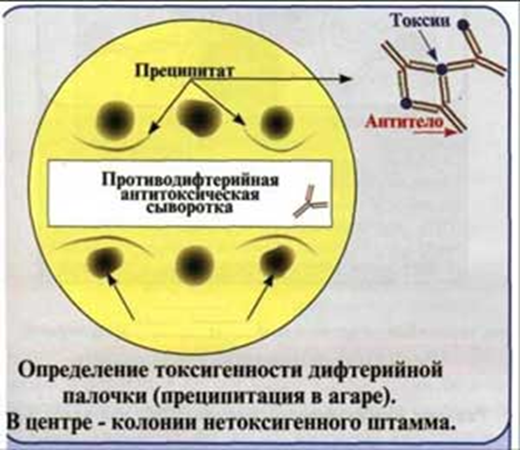 Токсин
Преципитат
Антитело
Противодифтерийная
антитоксическая
сыворотка
Определение токсигенности дифтерийной
палочки (преципитация в агаре).
В центре - колонии нетоксигенного штамма.